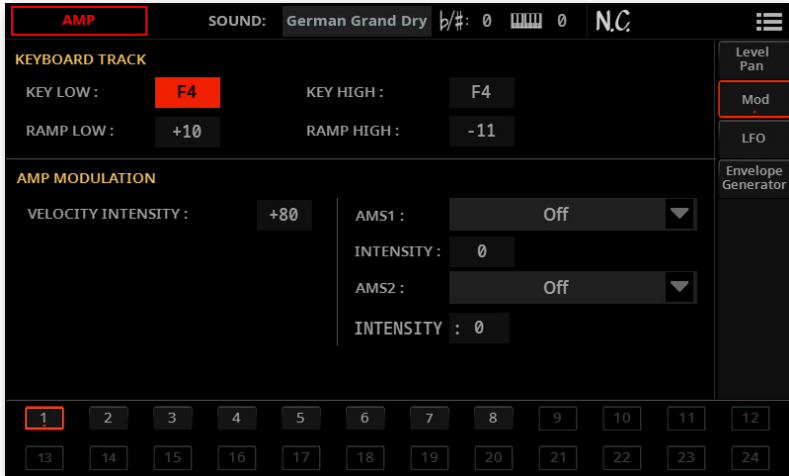 AMP SOUND: German Grand Dry b/#: 0 0 N.C.
KEYBOARD TRACK
KEY LOW : F4 KEY HIGH : F4
RAMP LOW : +10 RAMP HIGH : -11
AMP MODULATION
VELOCITY INTENSITY : +80 AMS1 : Off
INTENSITY : 0
AMS2 : Off
INTENSITY : 0
Level
Pan
Mod
LFO
Envelope
Generator
1 2 3 4 5 6 7 8 9 10 11 12
13 14 15 16 17 18 19 20 21 22 23 24